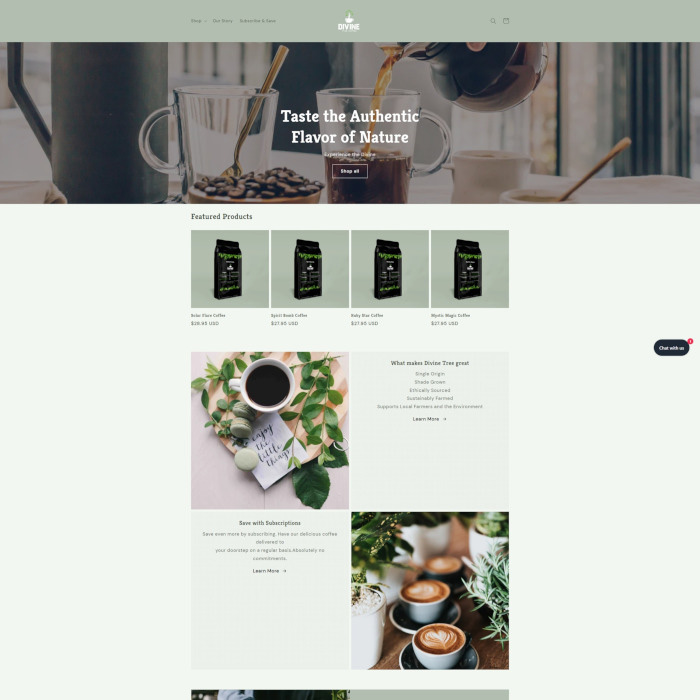 Shop
Our Story
Subscribe & Save
DIVINE
Taste the Authentic
Flavor of Nature
Experience the Divine
Shop all
Featured Products
Solar Flare Coffee
$28.95 USD
Spirit Bomb Coffee
$27.95 USD
Ruby Star Coffee
$27.95 USD
Mystic Magic Coffee
$27.95 USD
Chat with us
enjoy
the
little
things
What makes Divine Tree great
Single Origin
Shade Grown
Ethically Sourced
Sustainably Farmed
Supports Local Farmers and the Environment
Learn More →
Save with Subscriptions
Save even more by subscribing. Have our delicious coffee
delivered to
your doorstep on a regular basis.Absolutely no
commitments.
Learn More →